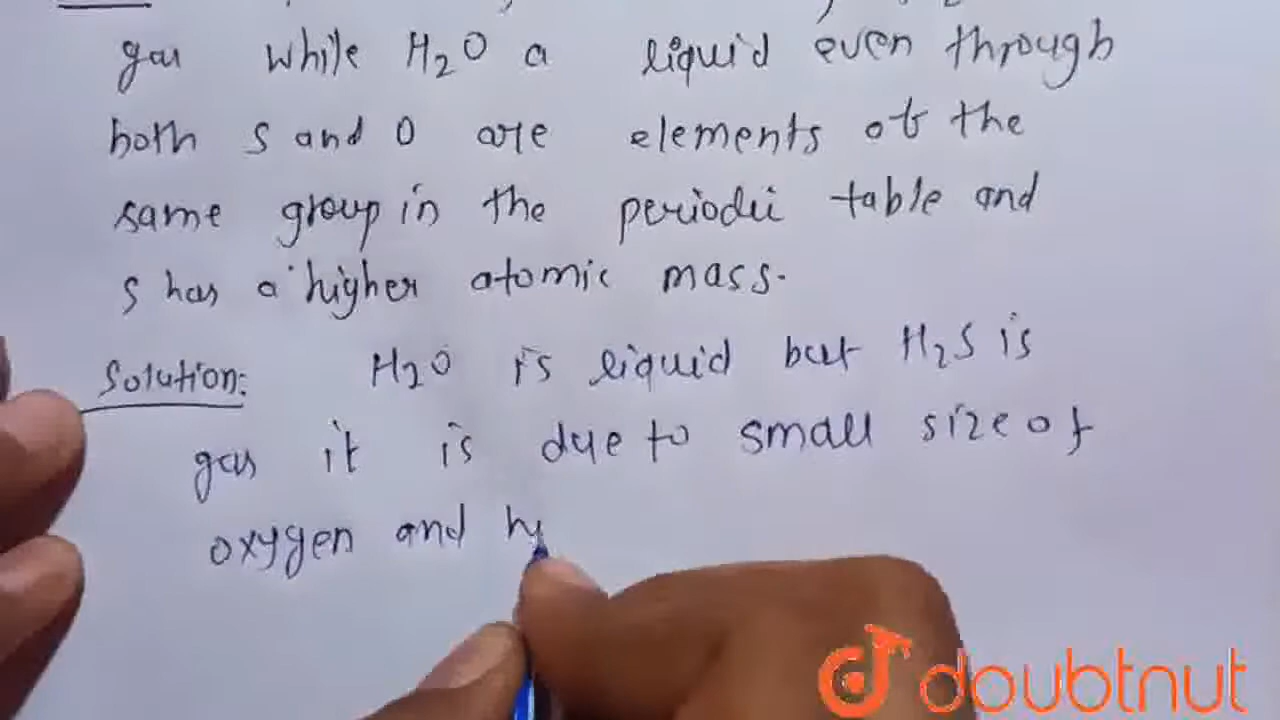 gas while H2O a liquid even through
both s and O are elements of the
same group in the periodic table and
s has a higher atomic mass.
Solution: H2O is liquid but H2S is
gas it is due to small size of
oxygen and hy
doubtnut